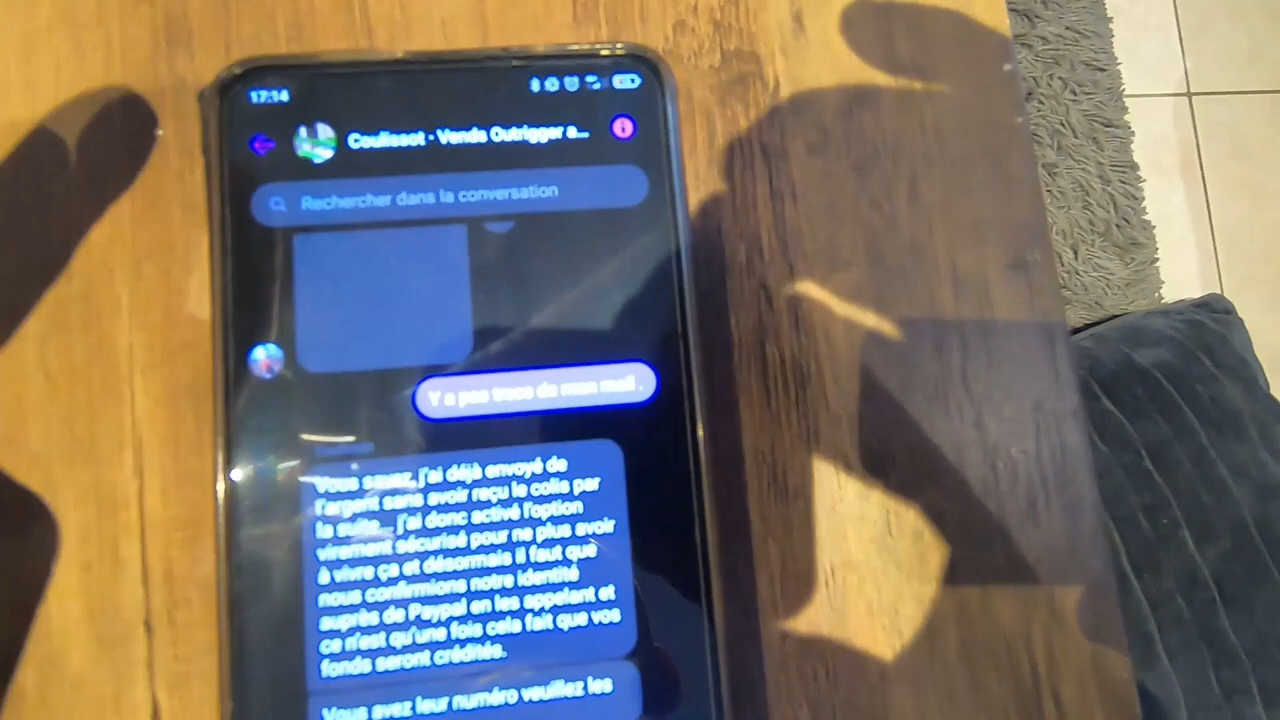 17:14
Coulissot · Vends Outrigger a...
Rechercher dans la conversation
Y a pas trace de mon mail .
Vous savez, j'ai déjà envoyé de
l'argent sans avoir reçu le colis par
la suite... j'ai donc activé l'option
virement sécurisé pour ne plus avoir
à vivre ça et désormais il faut que
nous confirmions notre identité
auprès de Paypal en les appelant et
ce n'est qu'une fois cela fait que vos
fonds seront crédités.
Vous avez leur numéro veuillez les